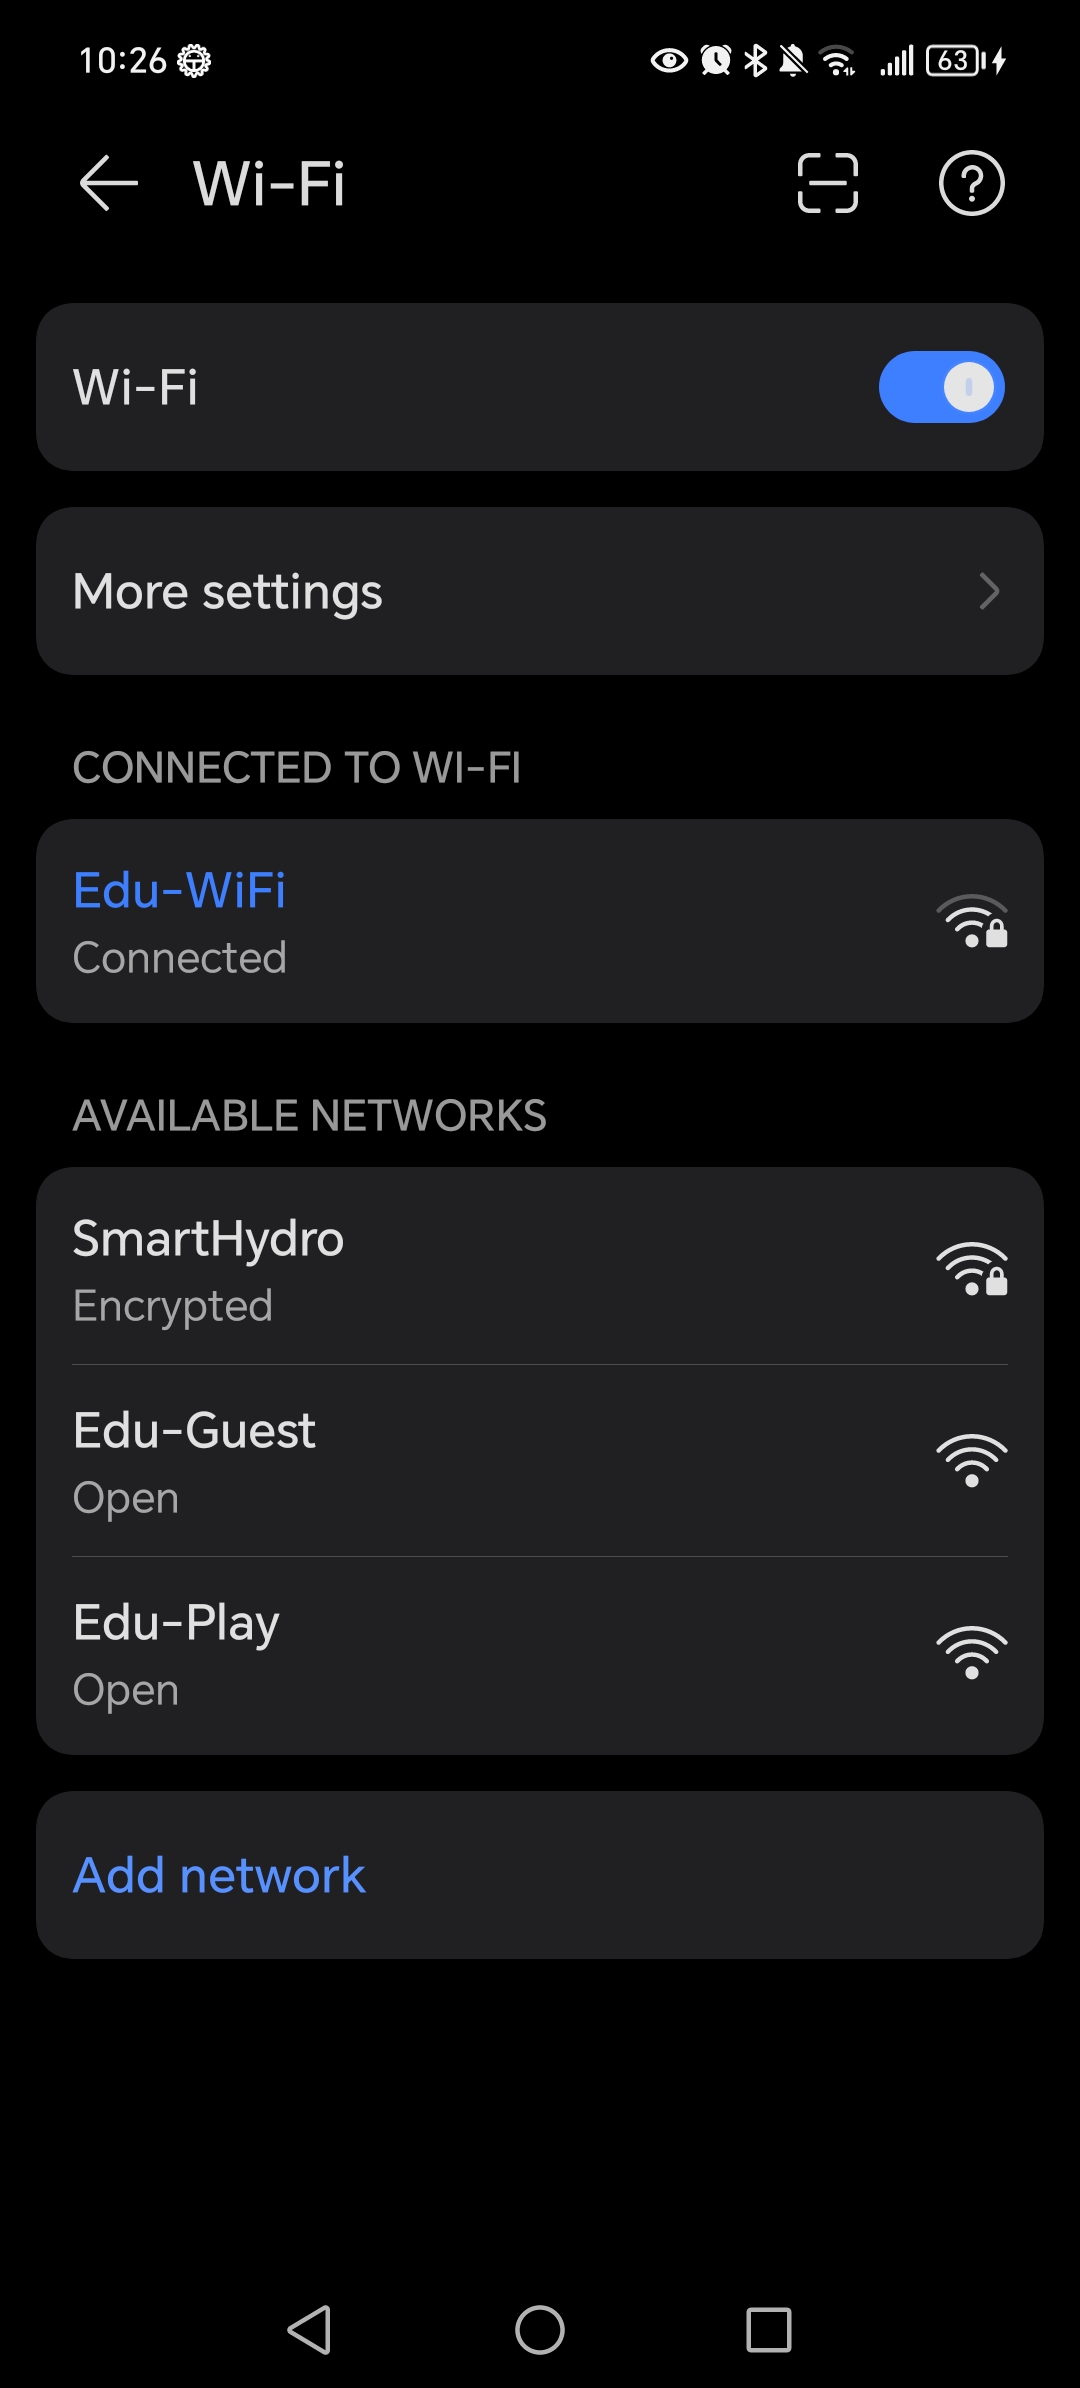 10:26
63
Wi-Fi
Wi-Fi
More settings
CONNECTED TO WI-FI
Edu-WiFi
Connected
AVAILABLE NETWORKS
SmartHydro
Encrypted
Edu-Guest
Open
Edu-Play
Open
Add network